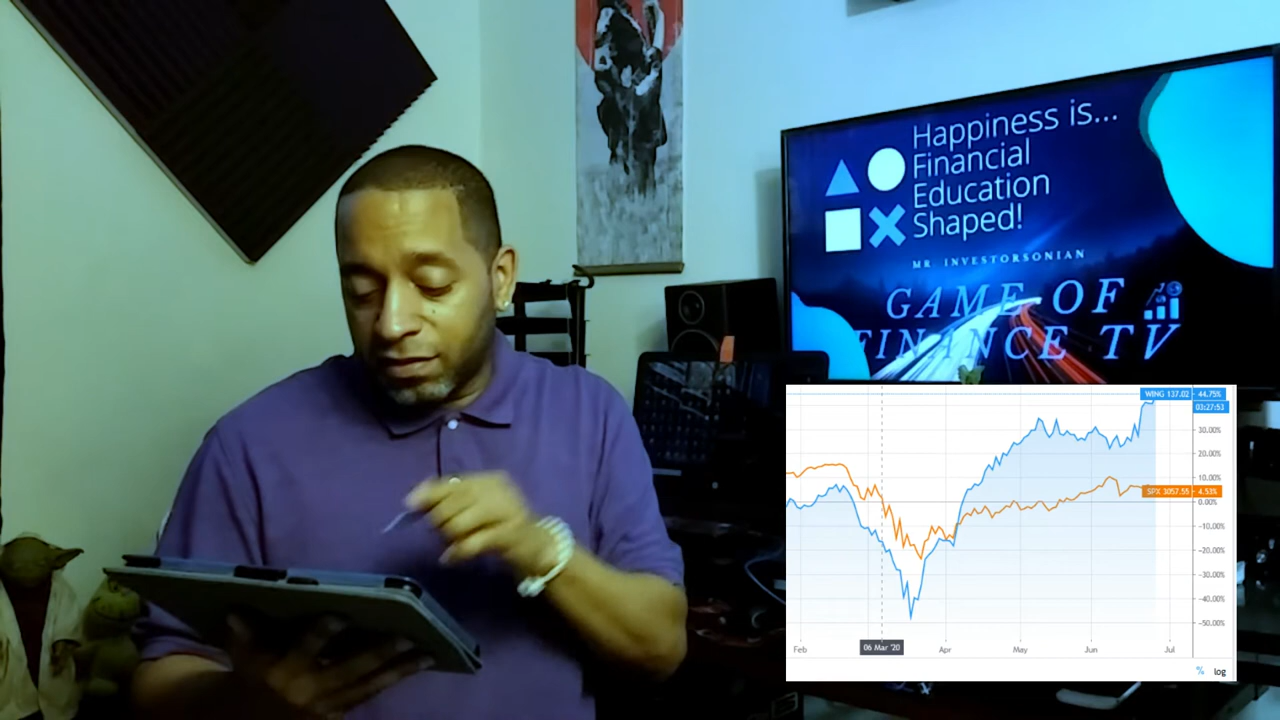 Happiness is...
Financial
Education
Shaped!
MR. INVESTORSONIAN
GAME OF
FINANCE TV
WING 137.02 44.75%
03:27:53
30.00%
20.00%
10.00%
SPX 3057.55 4.53%
0.00%
-10.00%
-20.00%
-30.00%
-40.00%
-50.00%
Feb 06 Mar '20 Apr May Jun Jul
% log